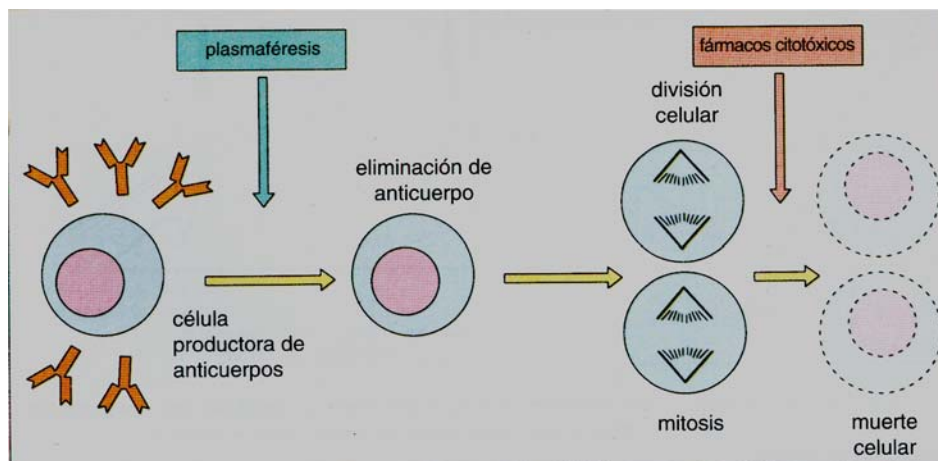 plasmaféresis
fármacos citotóxicos
división
celular
eliminación de
anticuerpo
célula
productora de
anticuerpos
mitosis
muerte
celular